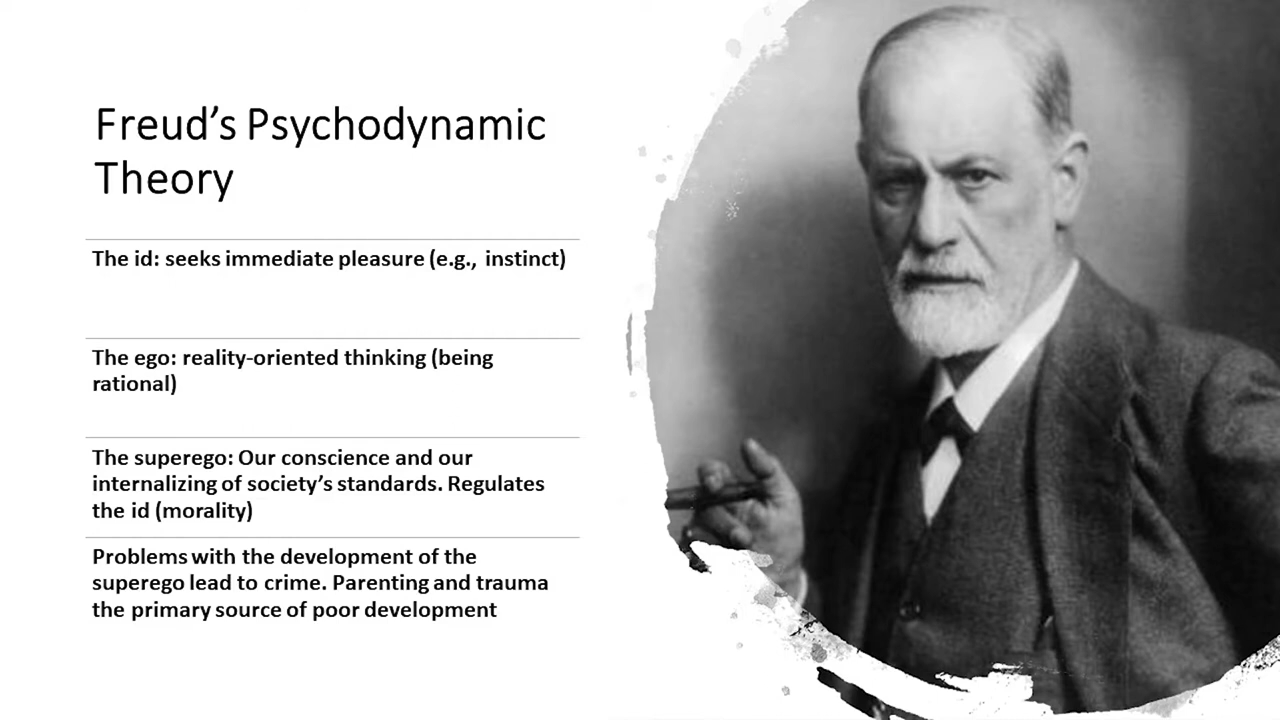 Freud’s Psychodynamic
Theory
The id: seeks immediate pleasure (e.g., instinct)
The ego: reality-oriented thinking (being
rational)
The superego: Our conscience and our
internalizing of society’s standards. Regulates
the id (morality)
Problems with the development of the
superego lead to crime. Parenting and trauma
the primary source of poor development